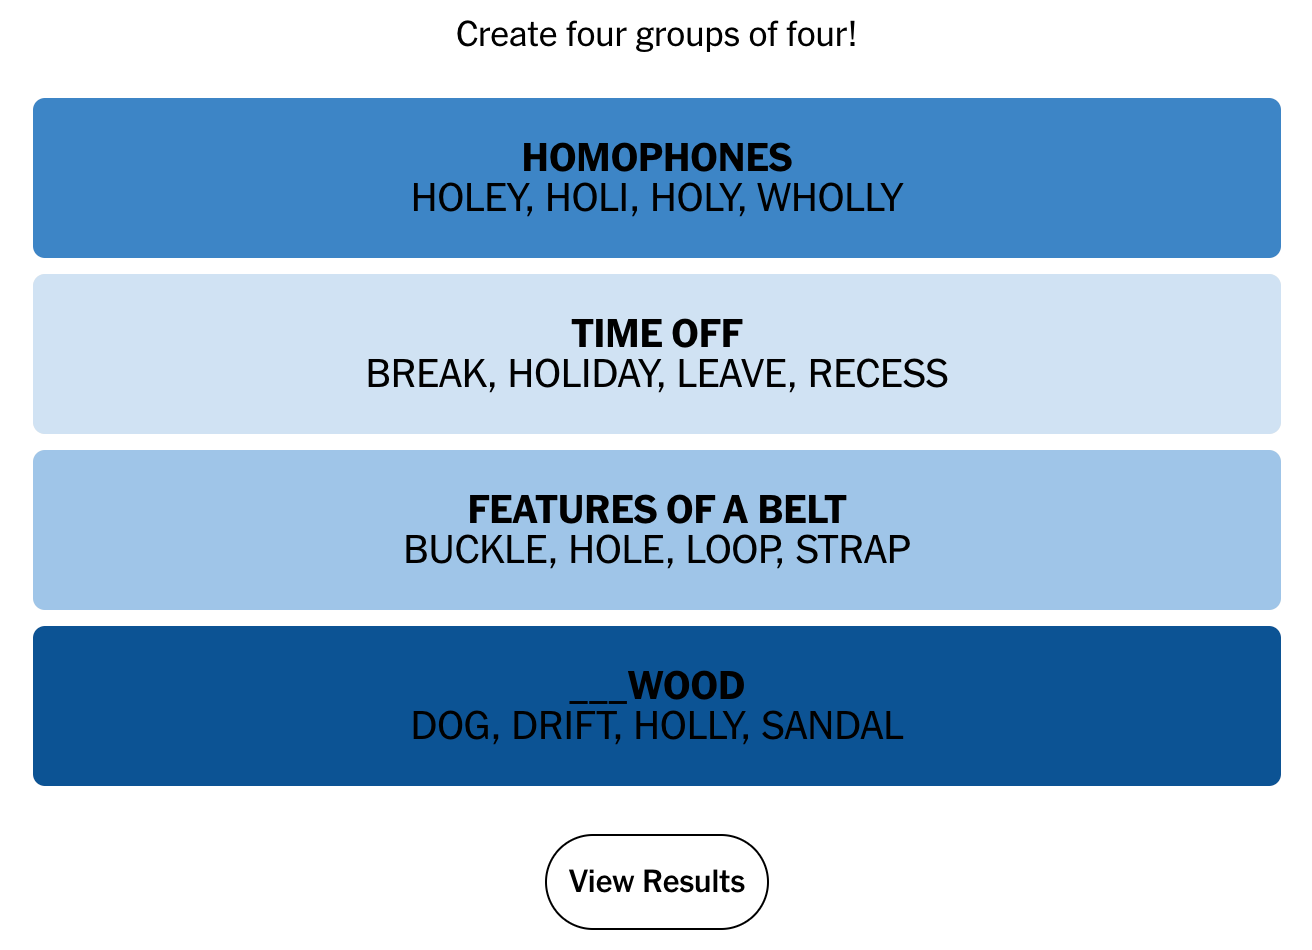 Create four groups of four!
HOMOPHONES
HOLEY, HOLI, HOLY, WHOLLY
TIME OFF
BREAK, HOLIDAY, LEAVE, RECESS
FEATURES OF A BELT
BUCKLE, HOLE, LOOP, STRAP
___WOOD
DOG, DRIFT, HOLLY, SANDAL
View Results